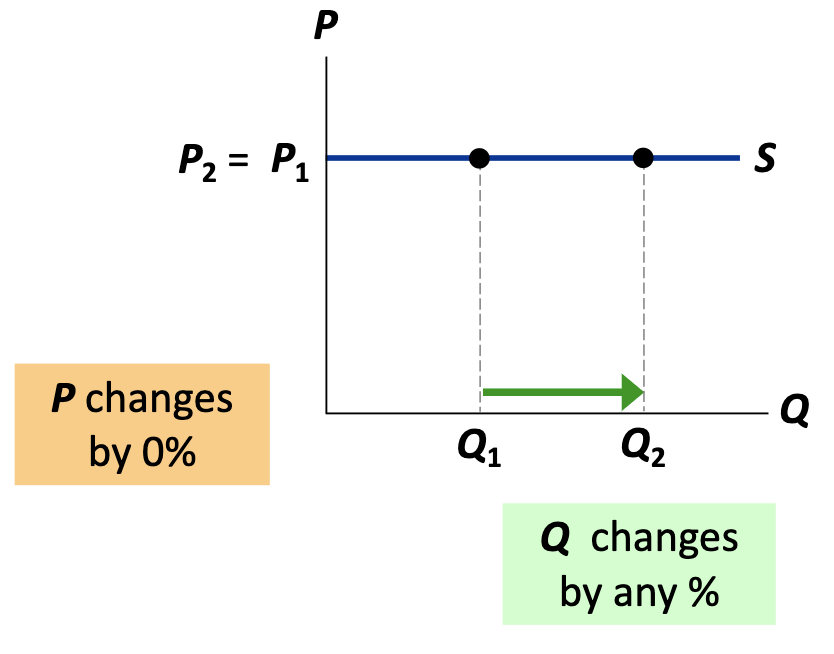 P
P₂ = P₁
S
Q
Q₁
Q₂
P changes
by 0%
Q changes
by any %